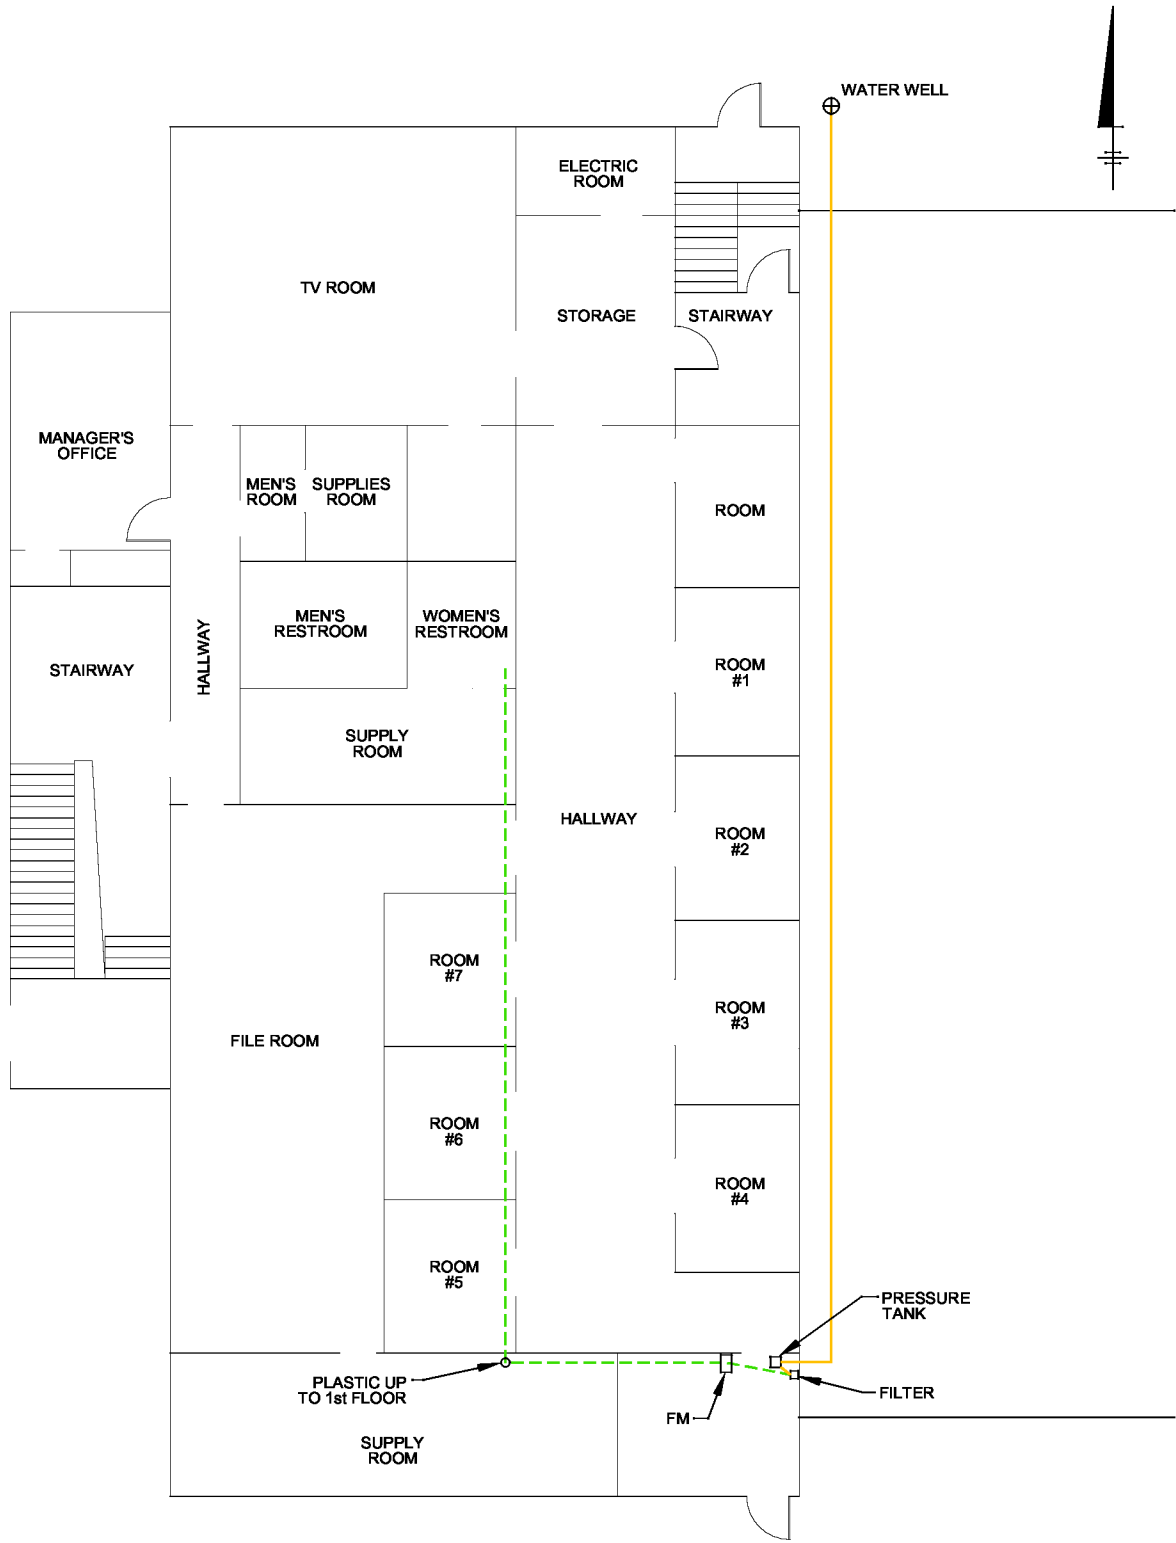 WATER WELL
ELECTRIC
ROOM
TV ROOM
STORAGE
STAIRWAY
MANAGER'S
OFFICE
MEN'S
ROOM
SUPPLIES
ROOM
ROOM
MEN'S
RESTROOM
WOMEN'S
RESTROOM
HALLWAY
STAIRWAY
ROOM
#1
SUPPLY
ROOM
HALLWAY
ROOM
#2
ROOM
#7
ROOM
#3
FILE ROOM
ROOM
#6
ROOM
#4
ROOM
#5
PRESSURE
TANK
PLASTIC UP
TO 1st FLOOR
FILTER
FM
SUPPLY
ROOM